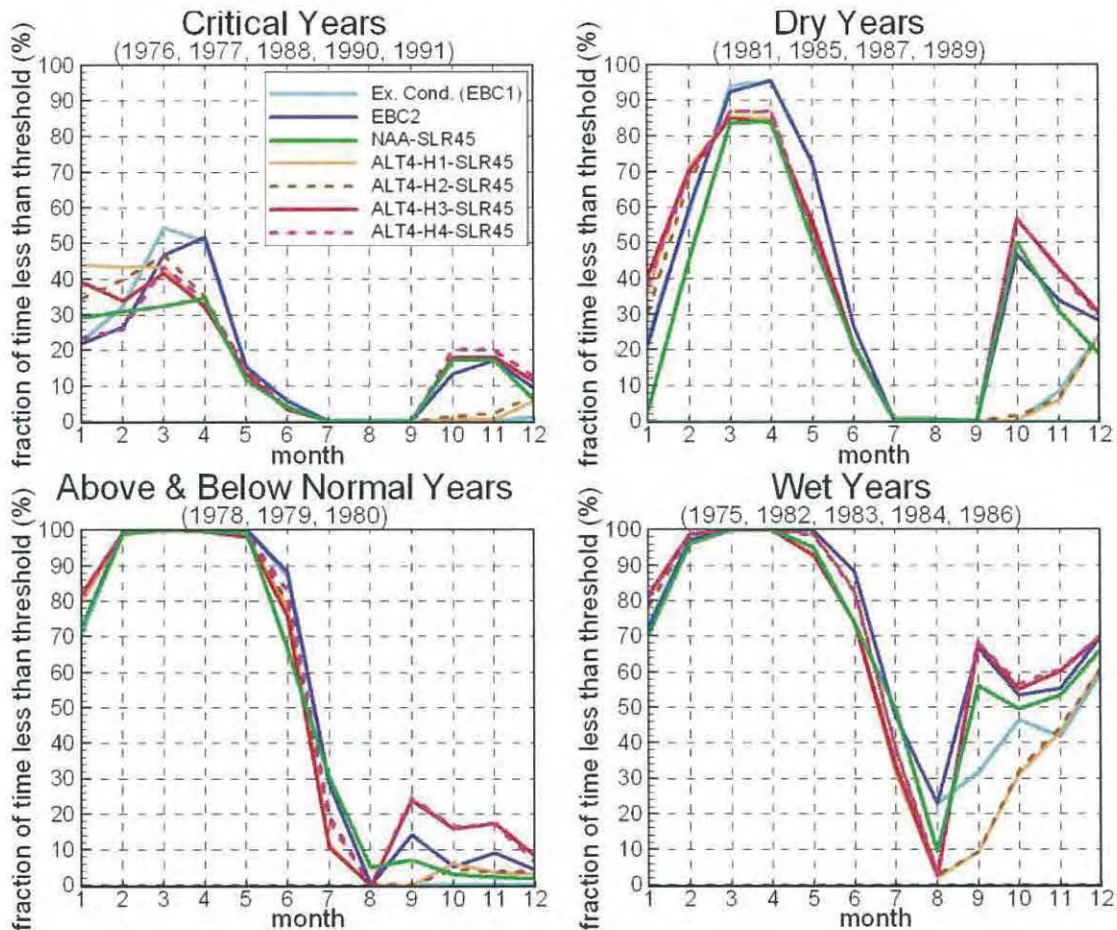 Critical Years
(1976, 1977, 1988, 1990, 1991)
fraction of time less than threshold (%)
100
90
80
70
60
50
40
30
20
10
0
Ex. Cond. (EBC1)
EBC2
NAA-SLR45
ALT4-H1-SLR45
ALT4-H2-SLR45
ALT4-H3-SLR45
ALT4-H4-SLR45
1 2 3 4 5 6 7 8 9 10 11 12
month
Dry Years
(1981, 1985, 1987, 1989)
fraction of time less than threshold (%)
100
90
80
70
60
50
40
30
20
10
0
1 2 3 4 5 6 7 8 9 10 11 12
month
Above & Below Normal Years
(1978, 1979, 1980)
fraction of time less than threshold (%)
100
90
80
70
60
50
40
30
20
10
0
1 2 3 4 5 6 7 8 9 10 11 12
month
Wet Years
(1975, 1982, 1983, 1984, 1986)
fraction of time less than threshold (%)
100
90
80
70
60
50
40
30
20
10
0
1 2 3 4 5 6 7 8 9 10 11 12
month